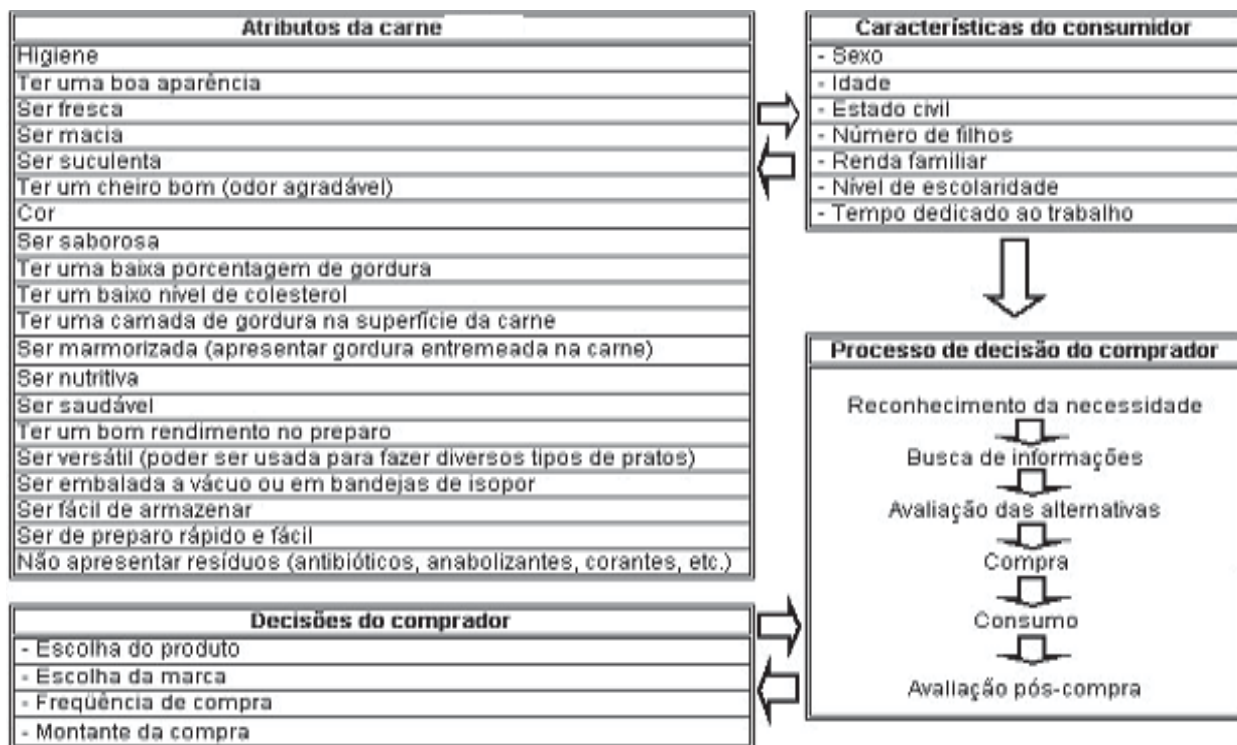 Atributos da carne
Higiene
Ter uma boa aparência
Ser fresca
Ser macia
Ser suculenta
Ter um cheiro bom (odor agradável)
Cor
Ser saborosa
Ter uma baixa porcentagem de gordura
Ter um baixo nível de colesterol
Ter uma camada de gordura na superfície da carne
Ser marmorizada (apresentar gordura entremeada na carne)
Ser nutritiva
Ser saudável
Ter um bom rendimento no preparo
Ser versátil (poder ser usada para fazer diversos tipos de pratos)
Ser embalada a vácuo ou em bandejas de isopor
Ser fácil de armazenar
Ser de preparo rápido e fácil
Não apresentar resíduos (antibióticos, anabolizantes, corantes, etc.)
Características do consumidor
- Sexo
- Idade
- Estado civil
- Número de filhos
- Renda familiar
- Nível de escolaridade
- Tempo dedicado ao trabalho
Processo de decisão do comprador
Reconhecimento da necessidade
Busca de informações
Avaliação das alternativas
Compra
Consumo
Avaliação pós-compra
Decisões do comprador
- Escolha do produto
- Escolha da marca
- Freqüência de compra
- Montante da compra